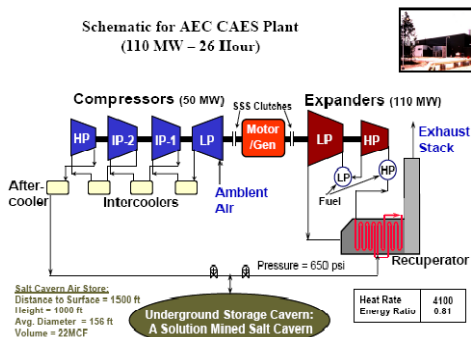 Schematic for AEC CAES Plant
(110 MW – 26 Hour)
Compressors (50 MW)
SSS Clutches
Expanders (110 MW)
HP
IP-2
IP-1
LP
Motor
/Gen
LP
HP
Exhaust
Stack
LP
HP
Fuel
After-
cooler
Intercoolers
Ambient
Air
Recuperator
Pressure = 650 psi
Salt Cavern Air Store:
Distance to Surface = 1500 ft
Height = 1000 ft
Avg. Diameter = 156 ft
Volume = 22MCF
Underground Storage Cavern:
A Solution Mined Salt Cavern
Heat Rate 4100
Energy Ratio 0.81